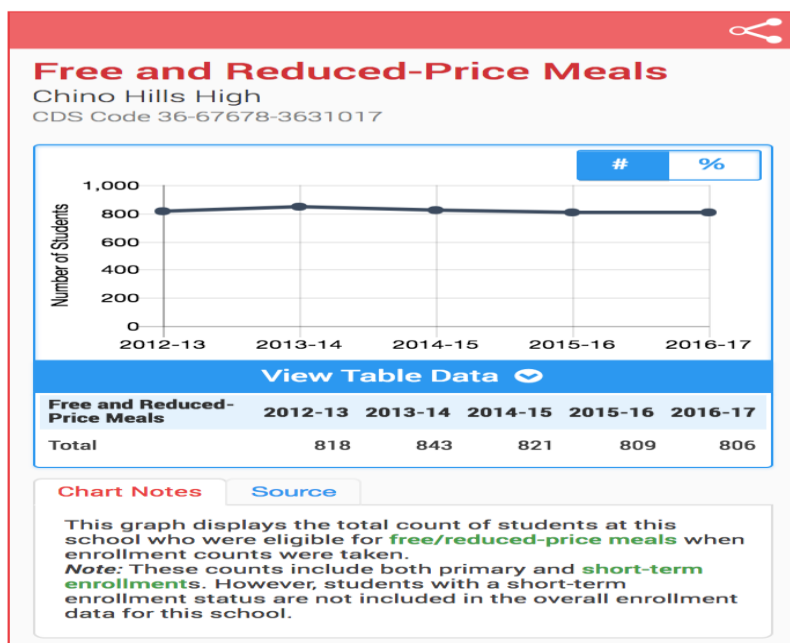 Free and Reduced-Price Meals
Chino Hills High
CDS Code 36-67678-3631017
# %
Number of Students
1,000
800
600
400
200
0
2012-13 2013-14 2014-15 2015-16 2016-17
View Table Data
Free and Reduced-
Price Meals 2012-13 2013-14 2014-15 2015-16 2016-17
Total 818 843 821 809 806
Chart Notes Source
This graph displays the total count of students at this
school who were eligible for free/reduced-price meals when
enrollment counts were taken.
Note: These counts include both primary and short-term
enrollments. However, students with a short-term
enrollment status are not included in the overall enrollment
data for this school.